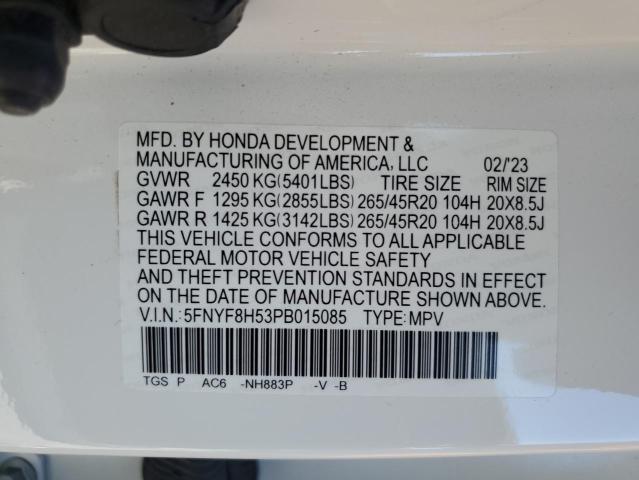 MFD. BY HONDA DEVELOPMENT &
MANUFACTURING OF AMERICA, LLC 02/'23
GVWR 2450 KG(5401LBS) TIRE SIZE RIM SIZE
GAWR F 1295 KG(2855LBS) 265/45R20 104H 20X8.5J
GAWR R 1425 KG(3142LBS) 265/45R20 104H 20X8.5J
THIS VEHICLE CONFORMS TO ALL APPLICABLE
FEDERAL MOTOR VEHICLE SAFETY
AND THEFT PREVENTION STANDARDS IN EFFECT
ON THE DATE OF MANUFACTURE SHOWN ABOVE.
V.I.N.:5FNYF8H53PB015085 TYPE:MPV
TGS P AC6 -NH883P -V -B